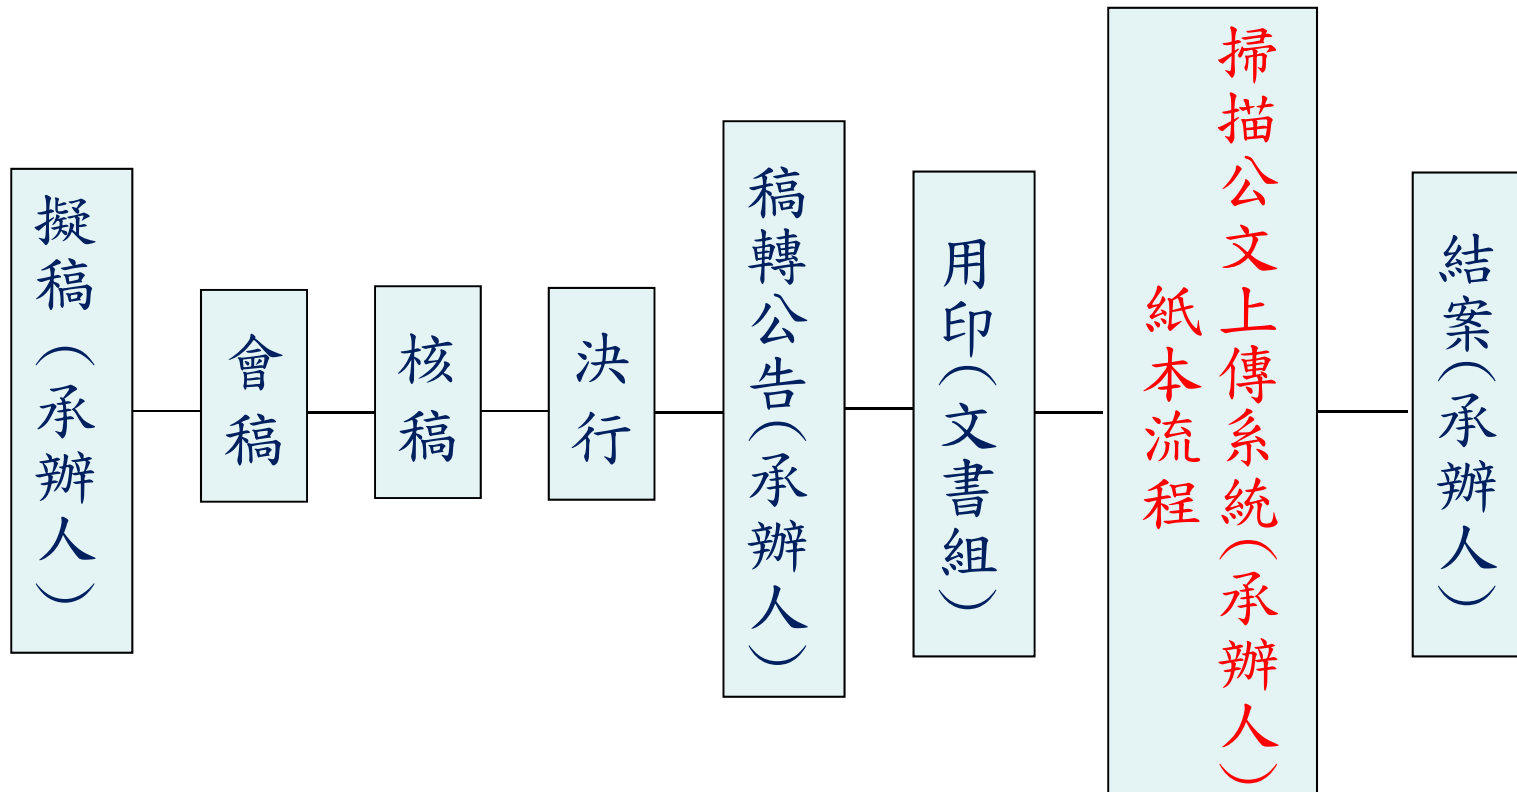 擬稿（承辦人）
會稿
核稿
決行
稿轉公告（承辦人）
用印（文書組）
掃描公文上傳系統（承辦人）
紙本流程
結案（承辦人）